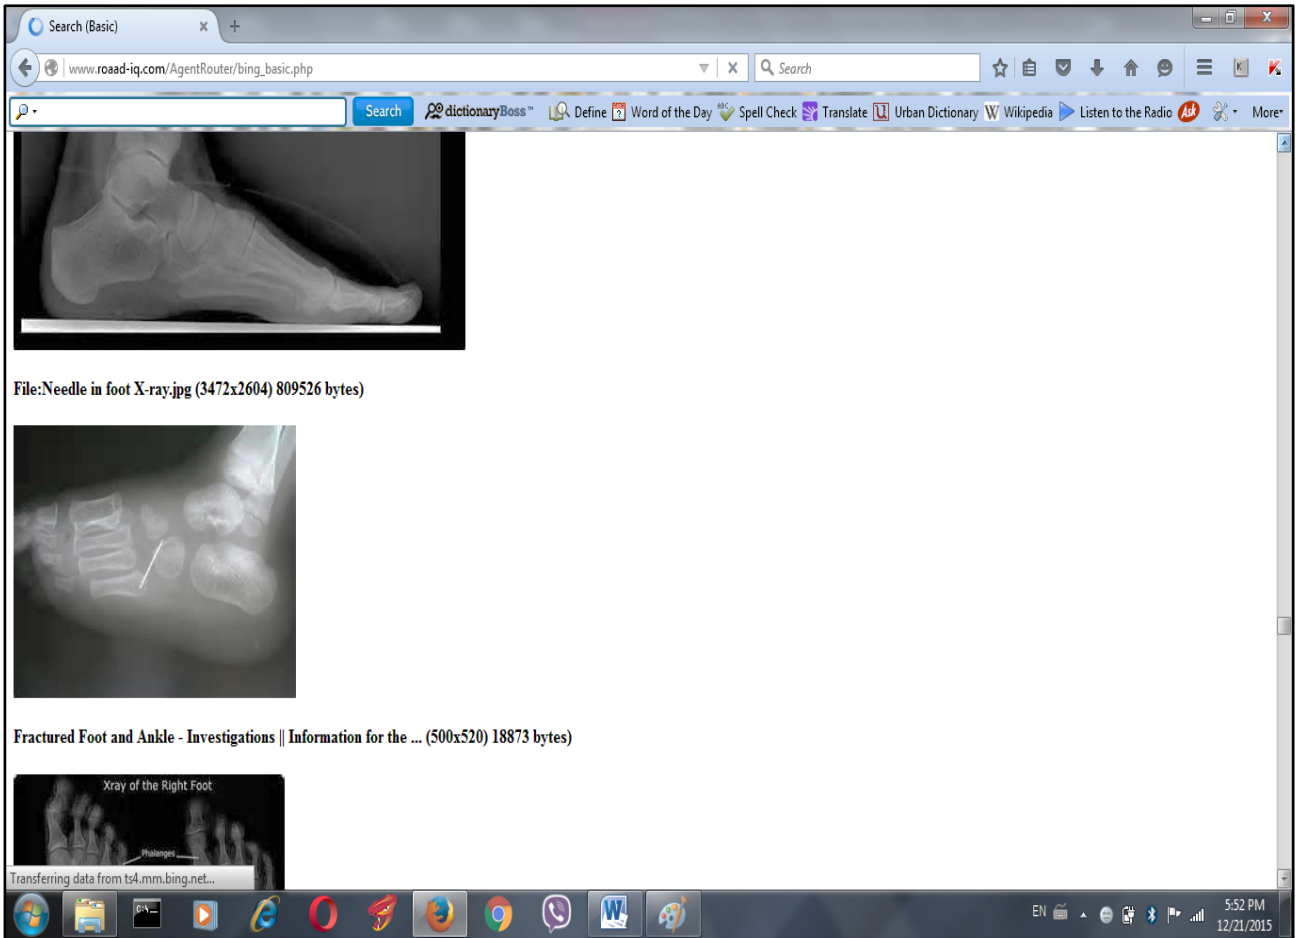 Search (Basic)
www.roaad-iq.com/AgentRouter/bing_basic.php
Search
Search dictionaryBoss™ Define Word of the Day Spell Check Translate Urban Dictionary Wikipedia Listen to the Radio Ask More
File:Needle in foot X-ray.jpg (3472x2604) 809526 bytes)
Fractured Foot and Ankle - Investigations || Information for the ... (500x520) 18873 bytes)
Xray of the Right Foot
Phalanges
Transferring data from ts4.mm.bing.net...
EN
5:52 PM
12/21/2015